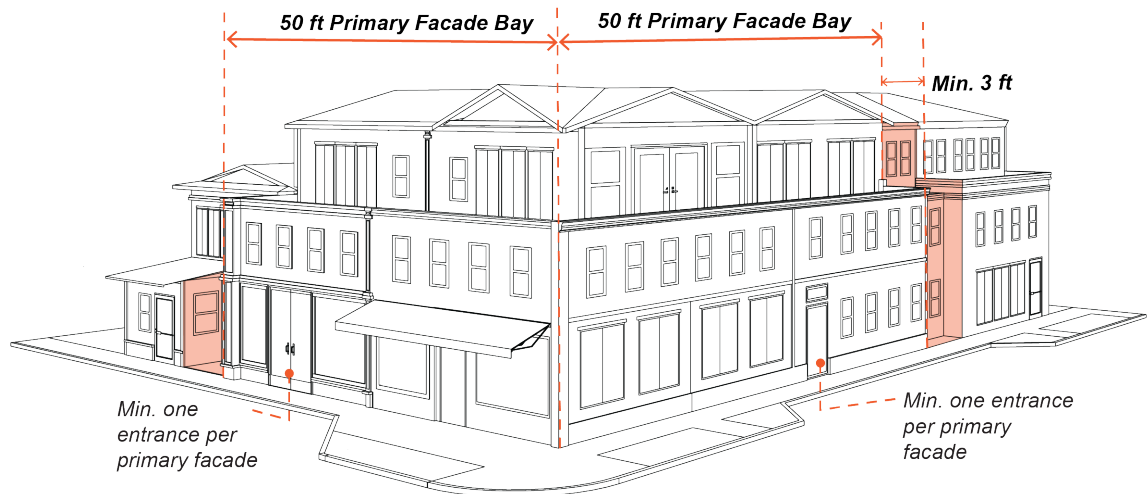 50 ft Primary Facade Bay
50 ft Primary Facade Bay
Min. 3 ft
Min. one
entrance per
primary facade
Min. one entrance
per primary
facade